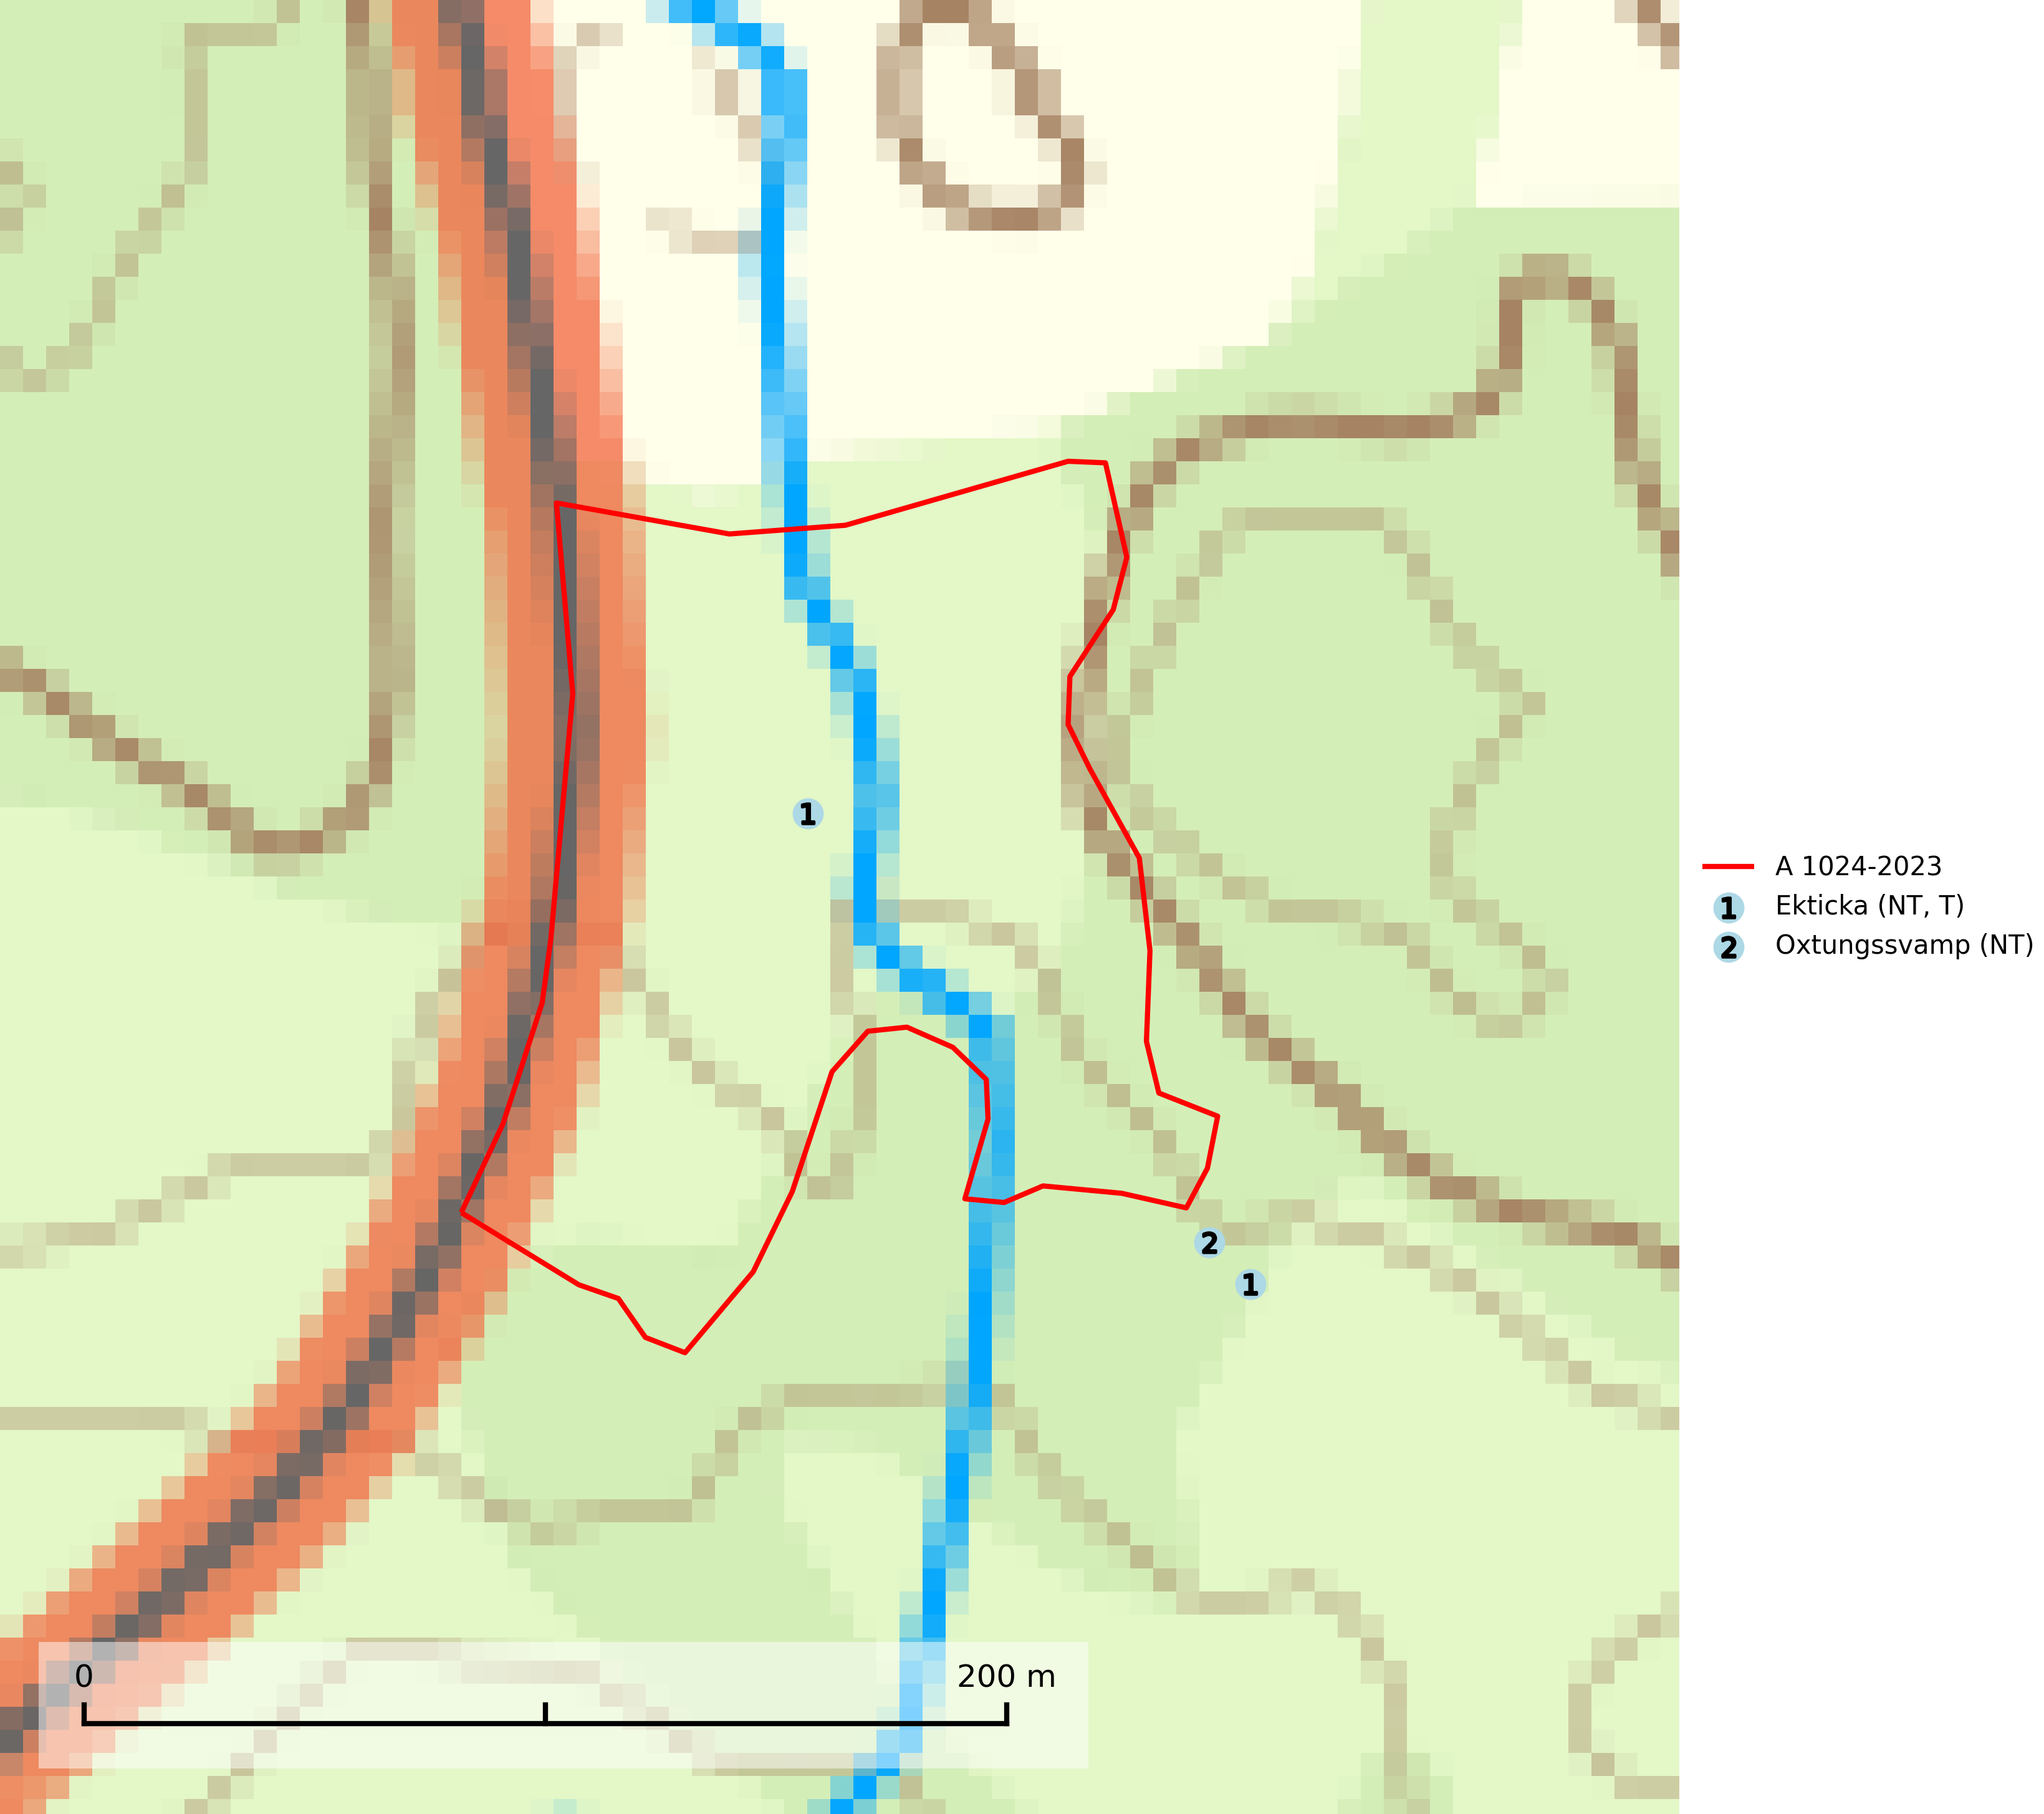 1
2
1
0 200 m
A 1024-2023
1 Ekticka (NT, T)
2 Oxtungssvamp (NT)